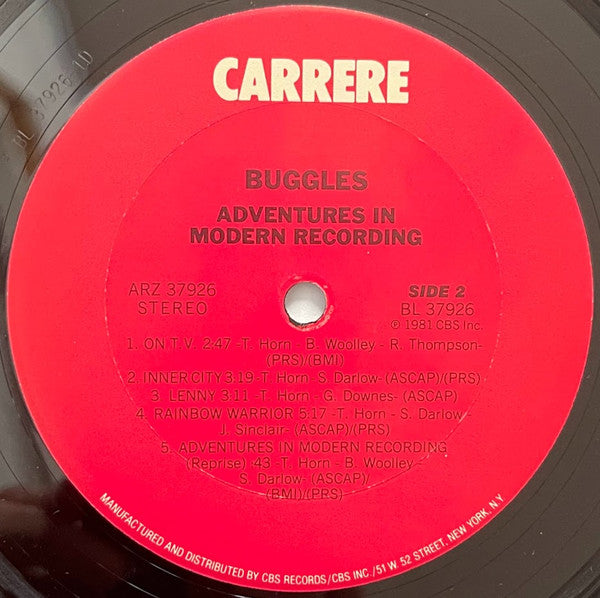 CARRERE
BUGGLES
ADVENTURES IN
MODERN RECORDING
ARZ 37926
STEREO
SIDE 2
BL 37926
© 1981 CBS Inc.
1. ON T.V. 2:47 -T. Horn - B. Woolley - R. Thompson-
(PRS)/(BMI)
2. INNER CITY 3:19 -T. Horn - S. Darlow- (ASCAP)/(PRS)
3. LENNY 3:11 -T. Horn - G. Downes- (ASCAP)
4. RAINBOW WARRIOR 5:17 -T. Horn - S. Darlow -
J. Sinclair- (ASCAP)/(PRS)
5. ADVENTURES IN MODERN RECORDING
(Reprise) :43 -T. Horn - B. Woolley -
S. Darlow- (ASCAP)/
(BMI)/(PRS)
MANUFACTURED AND DISTRIBUTED BY CBS RECORDS/CBS INC./51 W. 52 STREET, NEW YORK, N.Y.
BL 37926 1D